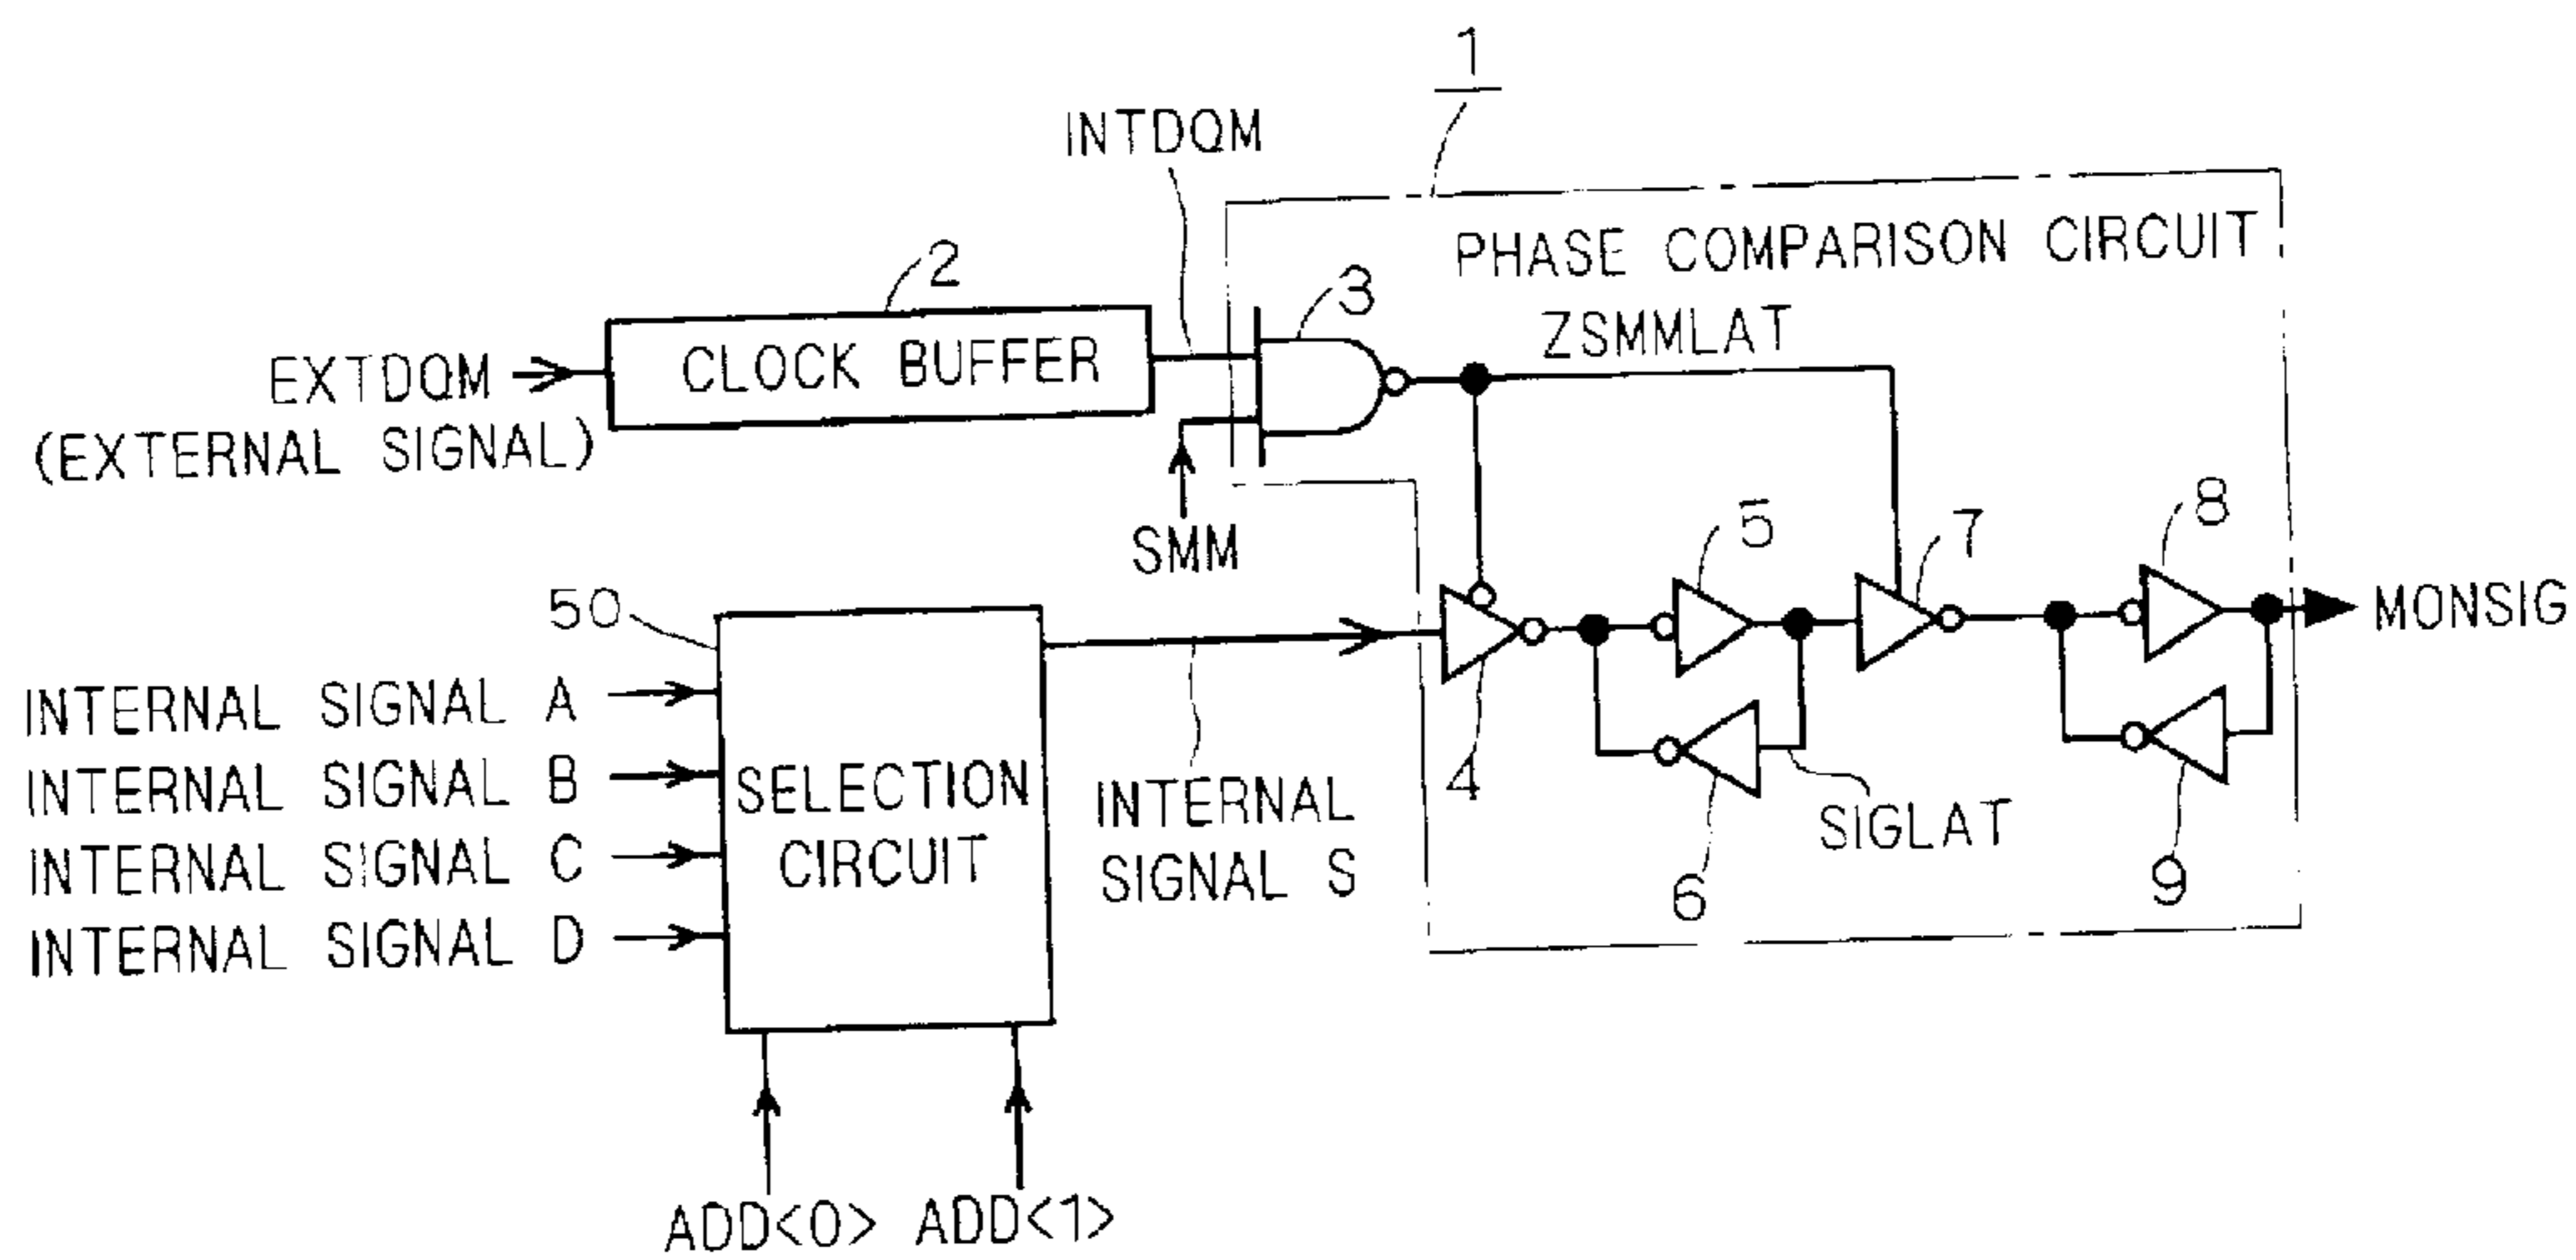 1
INTDQM
PHASE COMPARISON CIRCUIT
2
3
ZSMMLAT
CLOCK BUFFER
EXTDQM
(EXTERNAL SIGNAL)
SMM
5
7
8
MONSIG
50
INTERNAL SIGNAL A
INTERNAL SIGNAL B
INTERNAL SIGNAL C
INTERNAL SIGNAL D
SELECTION
CIRCUIT
INTERNAL
SIGNAL S
4
6
SIGLAT
9
ADD<0> ADD<1>